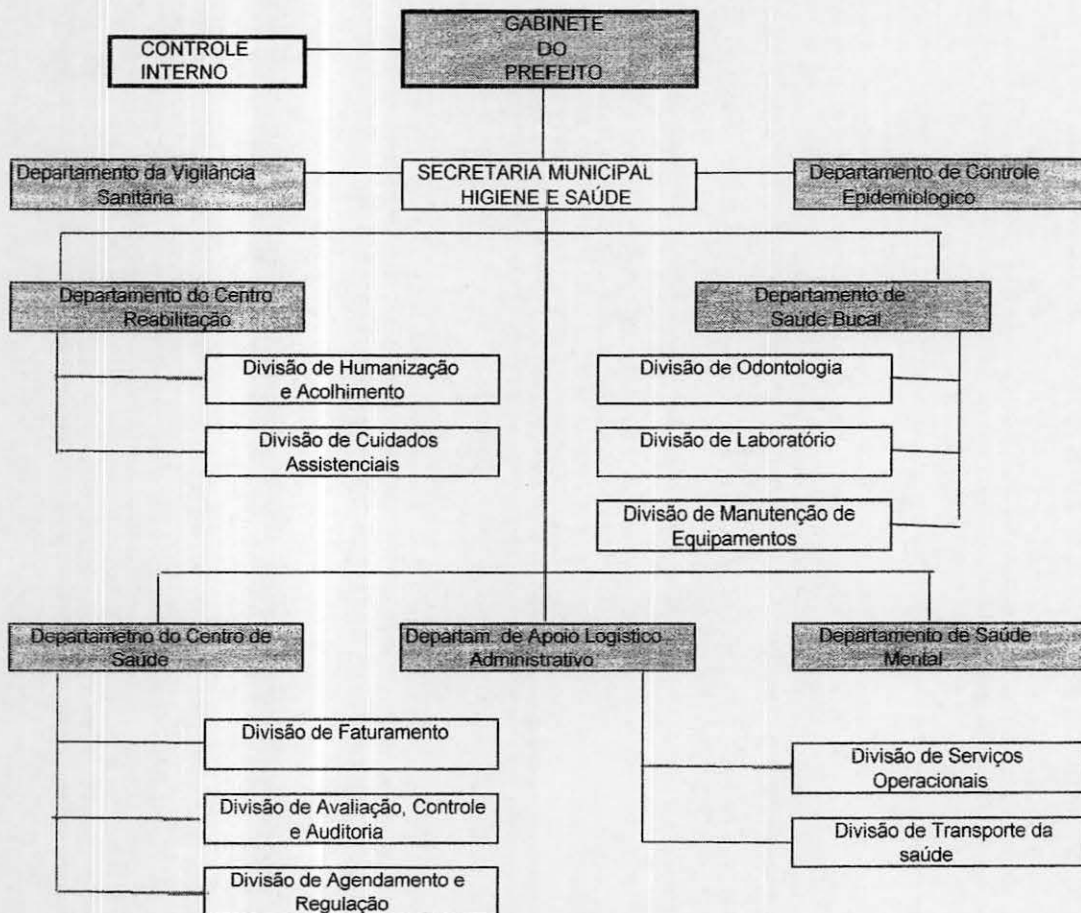 GABINETE
DO
PREFEITO
CONTROLE
INTERNO
Departamento da Vigilância
Sanitária
SECRETARIA MUNICIPAL
HIGIENE E SAÚDE
Departamento de Controle
Epidemiologico
Departamento do Centro
Reabilitação
Departamento de
Saude Bucal
Divisão de Humanização
e Acolhimento
Divisão de Odontologia
Divisão de Cuidados
Assistenciais
Divisão de Laboratório
Divisão de Manutenção de
Equipamentos
Departametno do Centro de
Saúde
Departam. de Apoio Logistico
Administrativo
Departamento de Saúde
Mental
Divisão de Faturamento
Divisão de Serviços
Operacionais
Divisão de Avaliação, Controle
e Auditoria
Divisão de Transporte da
saúde
Divisão de Agendamento e
Regulação